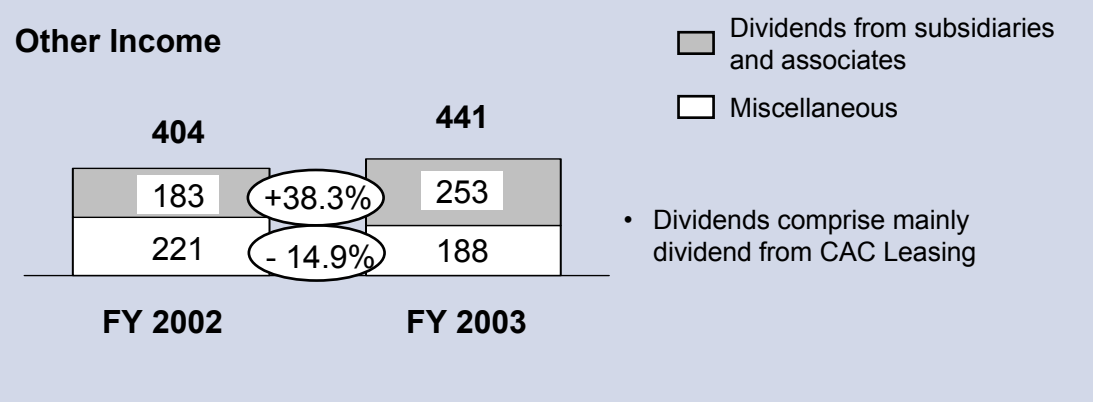 Other Income
Dividends from subsidiaries
and associates
Miscellaneous
404
441
183
+38.3%
253
221
- 14.9%
188
• Dividends comprise mainly
dividend from CAC Leasing
FY 2002
FY 2003